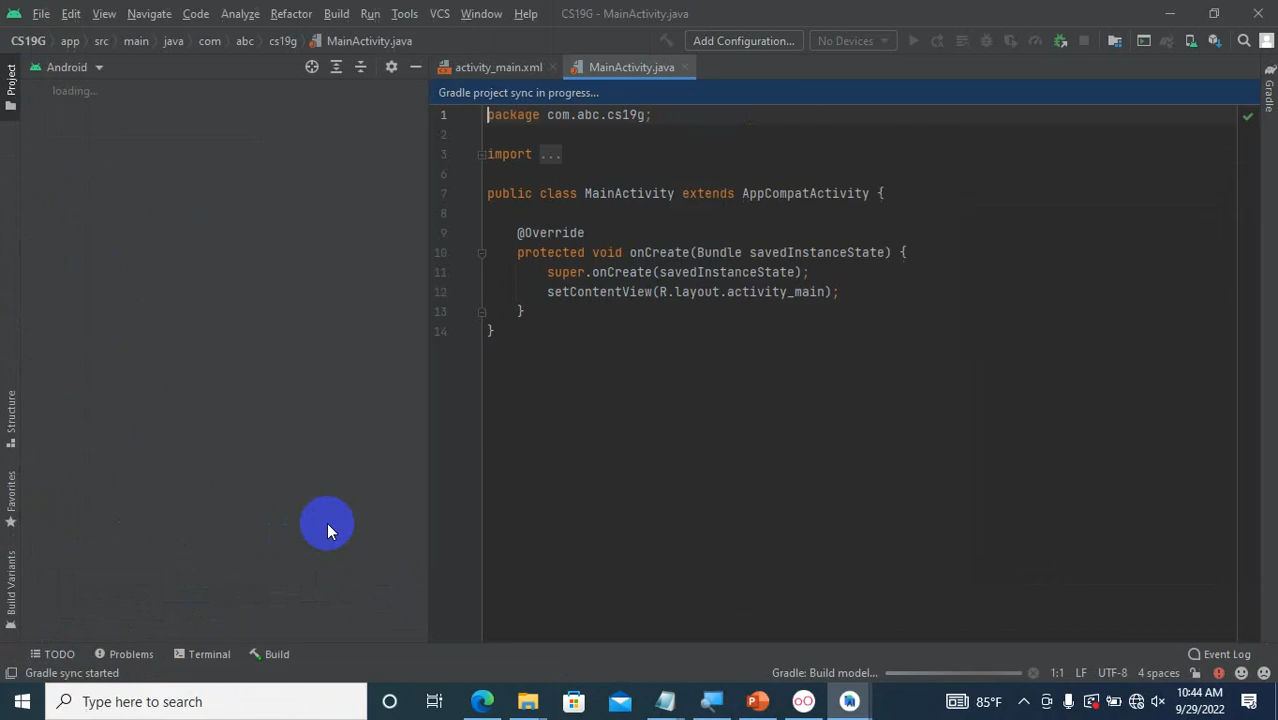 File Edit View Navigate Code Analyze Refactor Build Run Tools VCS Window Help CS19G - MainActivity.java
CS19G app src main java com abc cs19g MainActivity.java Add Configuration... No Devices
Project
Android
activity_main.xml MainActivity.java
Gradle
loading...
Gradle project sync in progress...
1 package com.abc.cs19g;
2
3 import ...
6
7 public class MainActivity extends AppCompatActivity {
8
9 @Override
10 protected void onCreate(Bundle savedInstanceState) {
11 super.onCreate(savedInstanceState);
12 setContentView(R.layout.activity_main);
13 }
14 }
Structure
Favorites
Build Variants
TODO Problems Terminal Build Event Log
Gradle sync started Gradle: Build model... 1:1 LF UTF-8 4 spaces
Type here to search 85°F 10:44 AM
9/29/2022